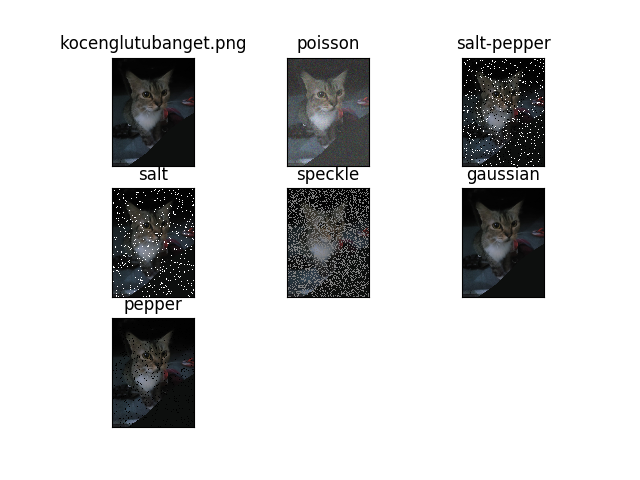 kocenglutubanget.png
poisson
salt-pepper
salt
speckle
gaussian
pepper